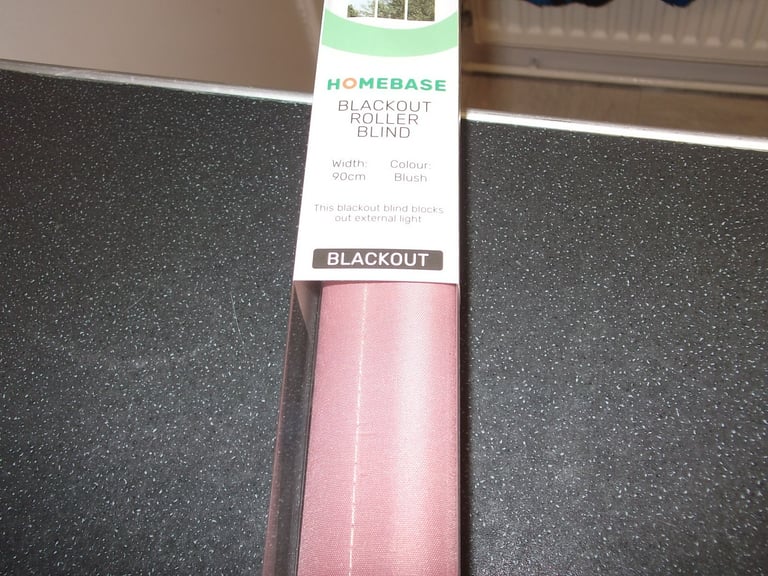 HOMEBASE
BLACKOUT
ROLLER
BLIND
Width: Colour:
90cm Blush
This blackout blind blocks
out external light
BLACKOUT